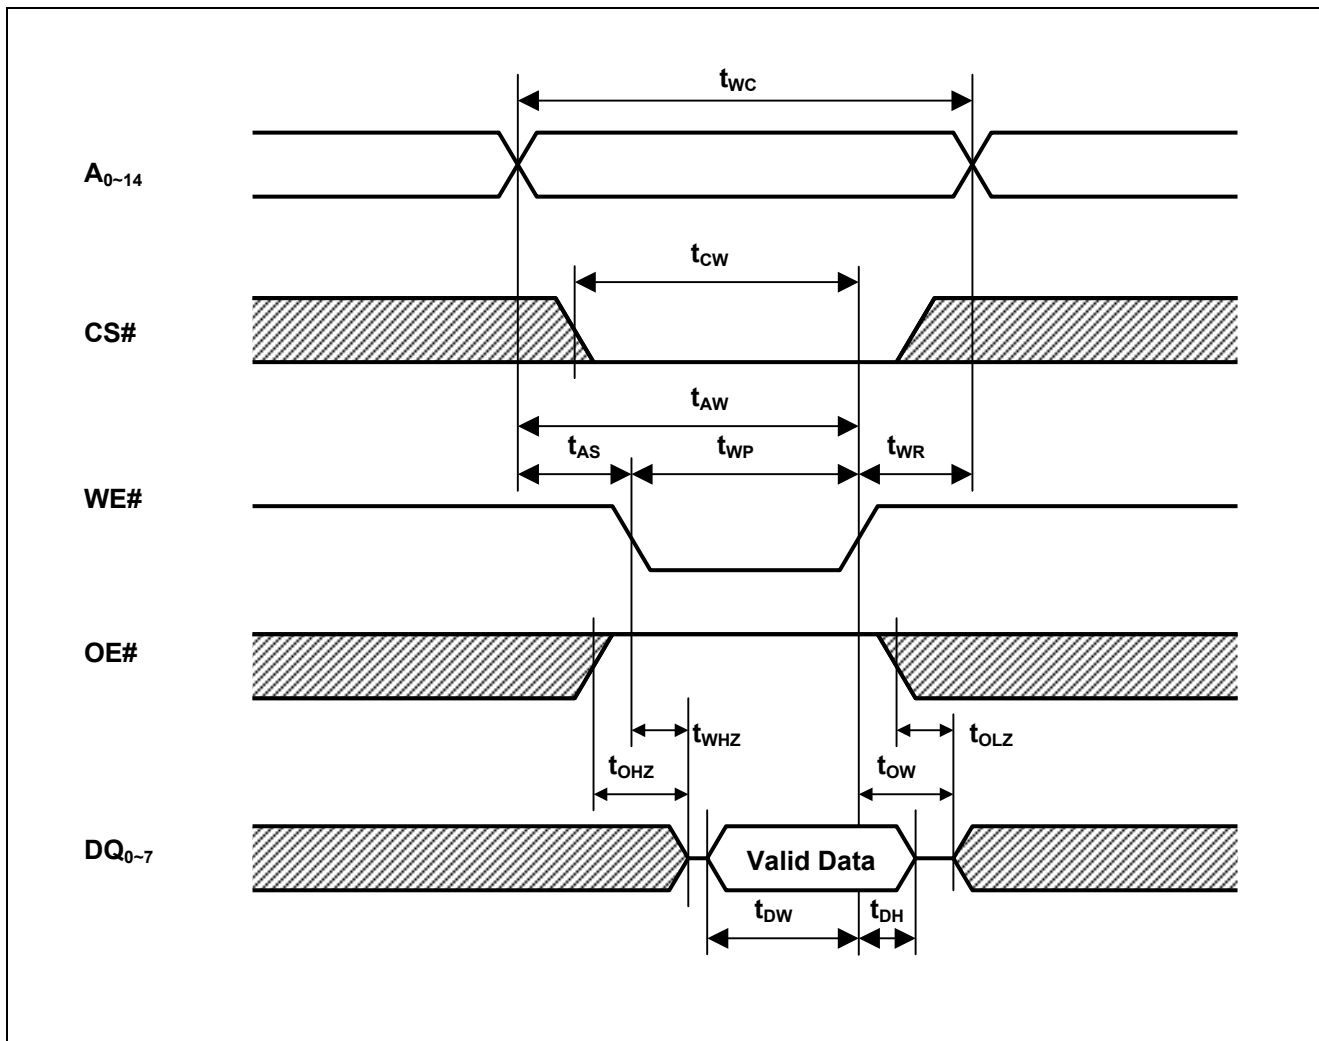 tWC
A0~14
tCW
CS#
tAW
tAS tWP tWR
WE#
OE#
tWHZ tOLZ
tOHZ tOW
DQ0~7
Valid Data
tDW tDH